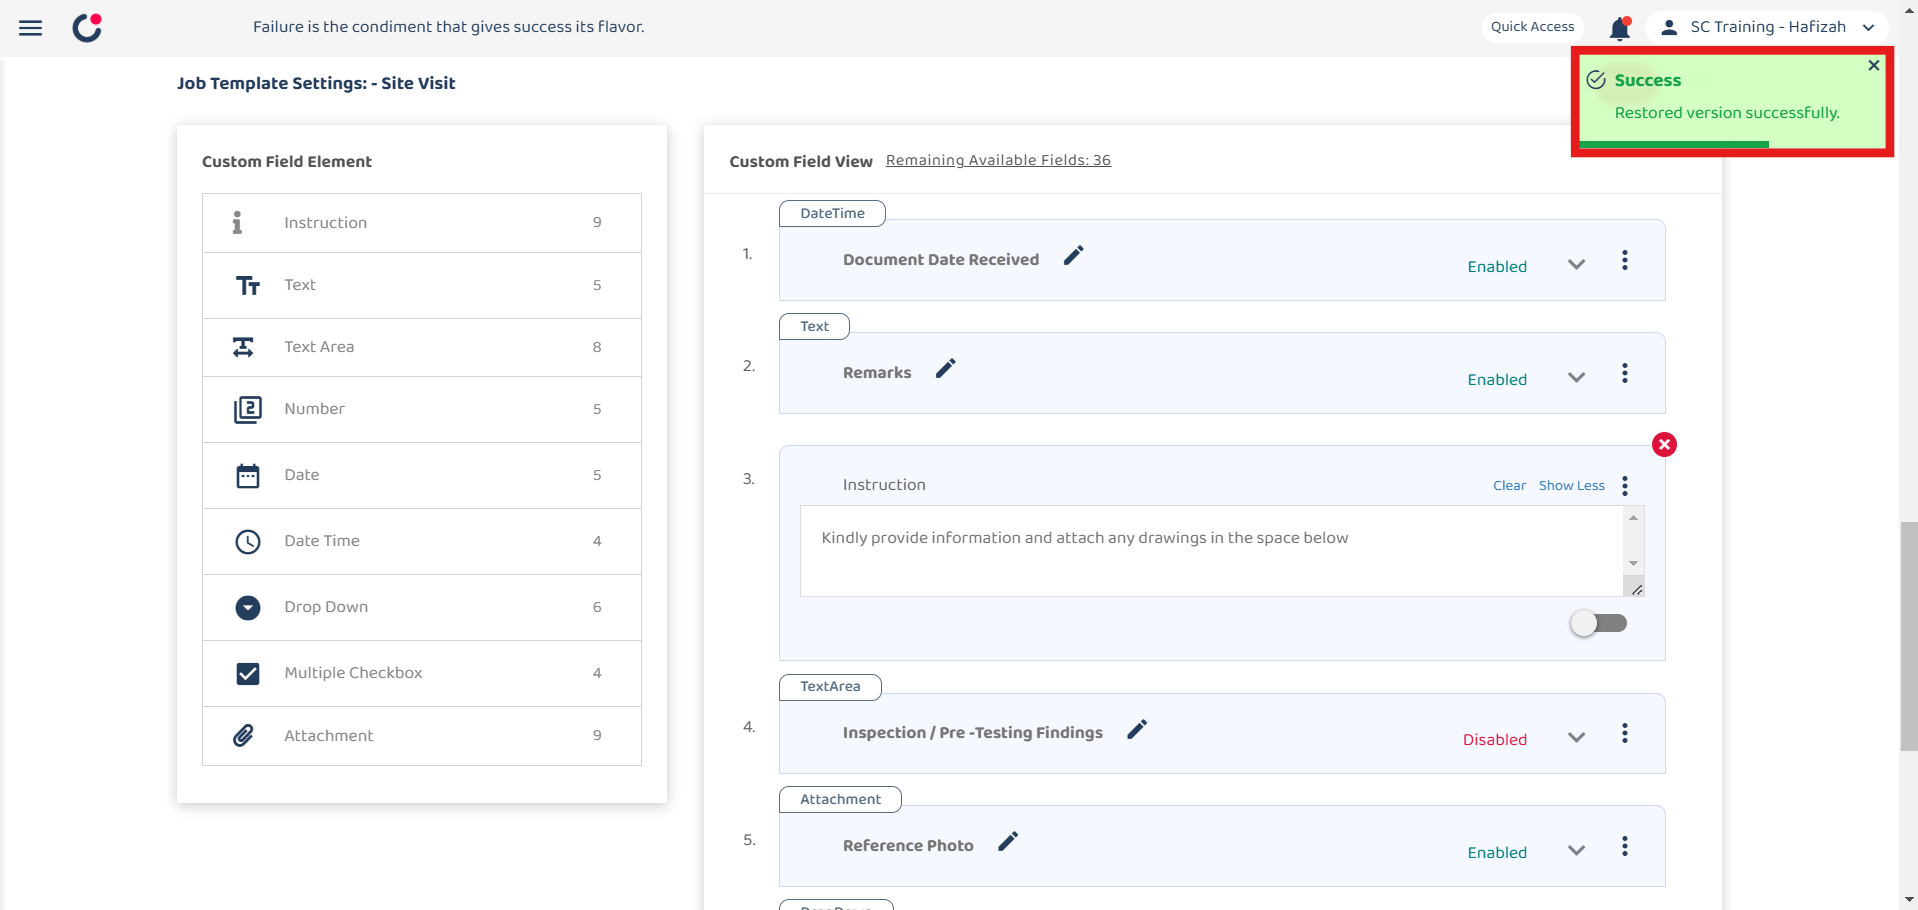 Failure is the condiment that gives success its flavor.
Quick Access
SC Training - Hafizah
Success
Restored version successfully.
Job Template Settings: - Site Visit
Custom Field Element
Instruction 9
Text 5
Text Area 8
Number 5
Date 5
Date Time 4
Drop Down 6
Multiple Checkbox 4
Attachment 9
Custom Field View Remaining Available Fields: 36
DateTime
1. Document Date Received Enabled
Text
2. Remarks Enabled
3. Instruction Clear Show Less
Kindly provide information and attach any drawings in the space below
TextArea
4. Inspection / Pre -Testing Findings Disabled
Attachment
5. Reference Photo Enabled